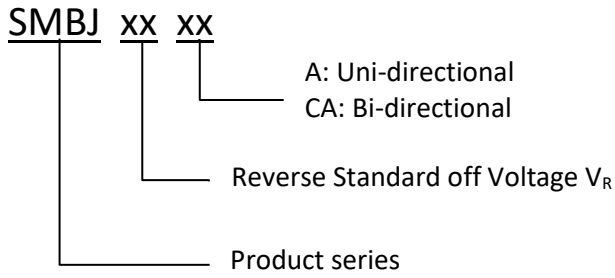 SMBJ xx xx
A: Uni-directional
CA: Bi-directional
Reverse Standard off Voltage VR
Product series